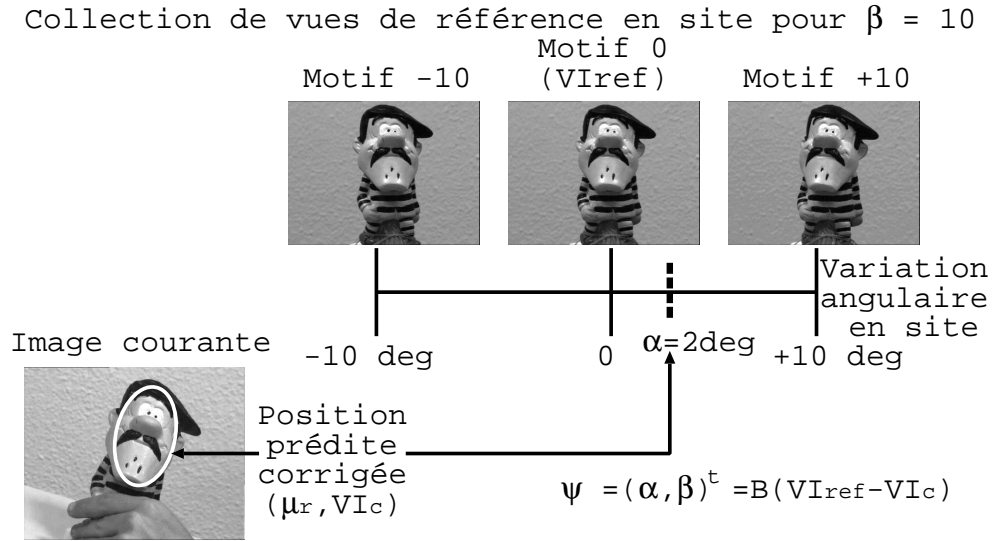 Collection de vues de référence en site pour β = 10
Motif -10
Motif 0
(VIref)
Motif +10
Variation
angulaire
en site
-10 deg
0
α=2deg
+10 deg
Image courante
Position
prédite
corrigée
(μr,VIc)
ψ =(α,β)ᵗ =B(VIref-VIc)